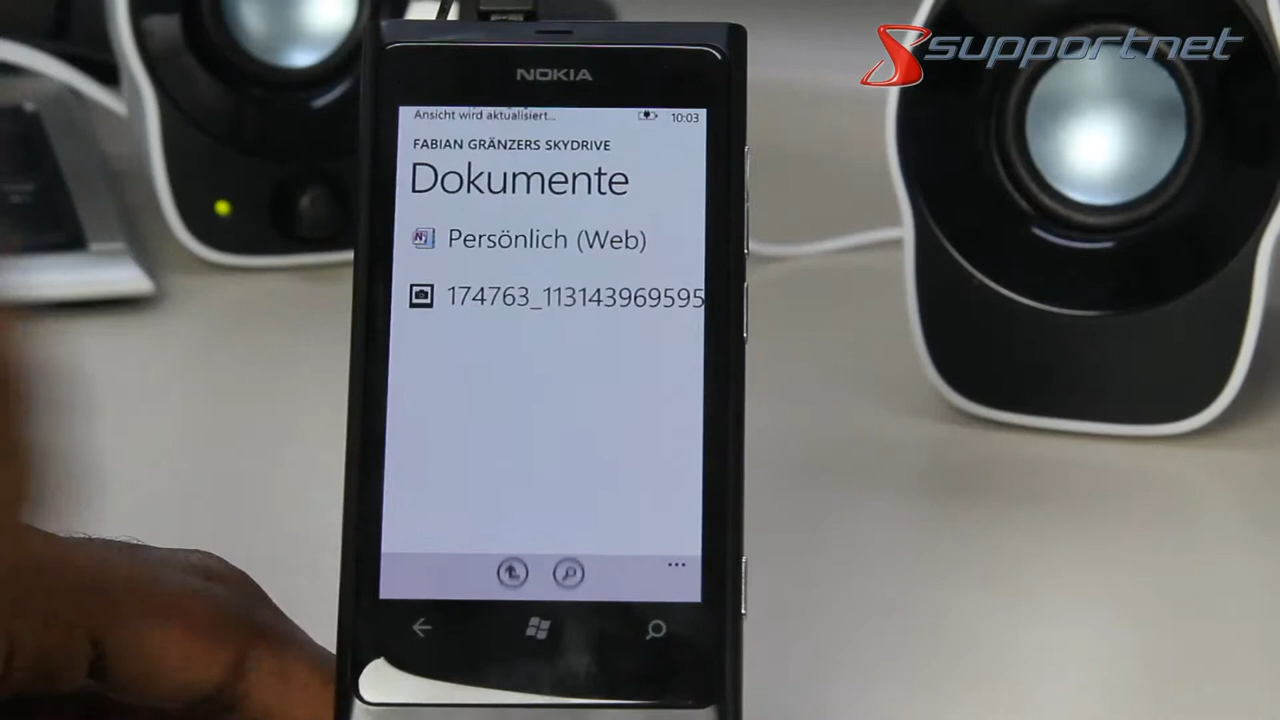 supportnet
NOKIA
Ansicht wird aktualisiert...
10:03
FABIAN GRÄNZERS SKYDRIVE
Dokumente
Persönlich (Web)
174763_113143969595